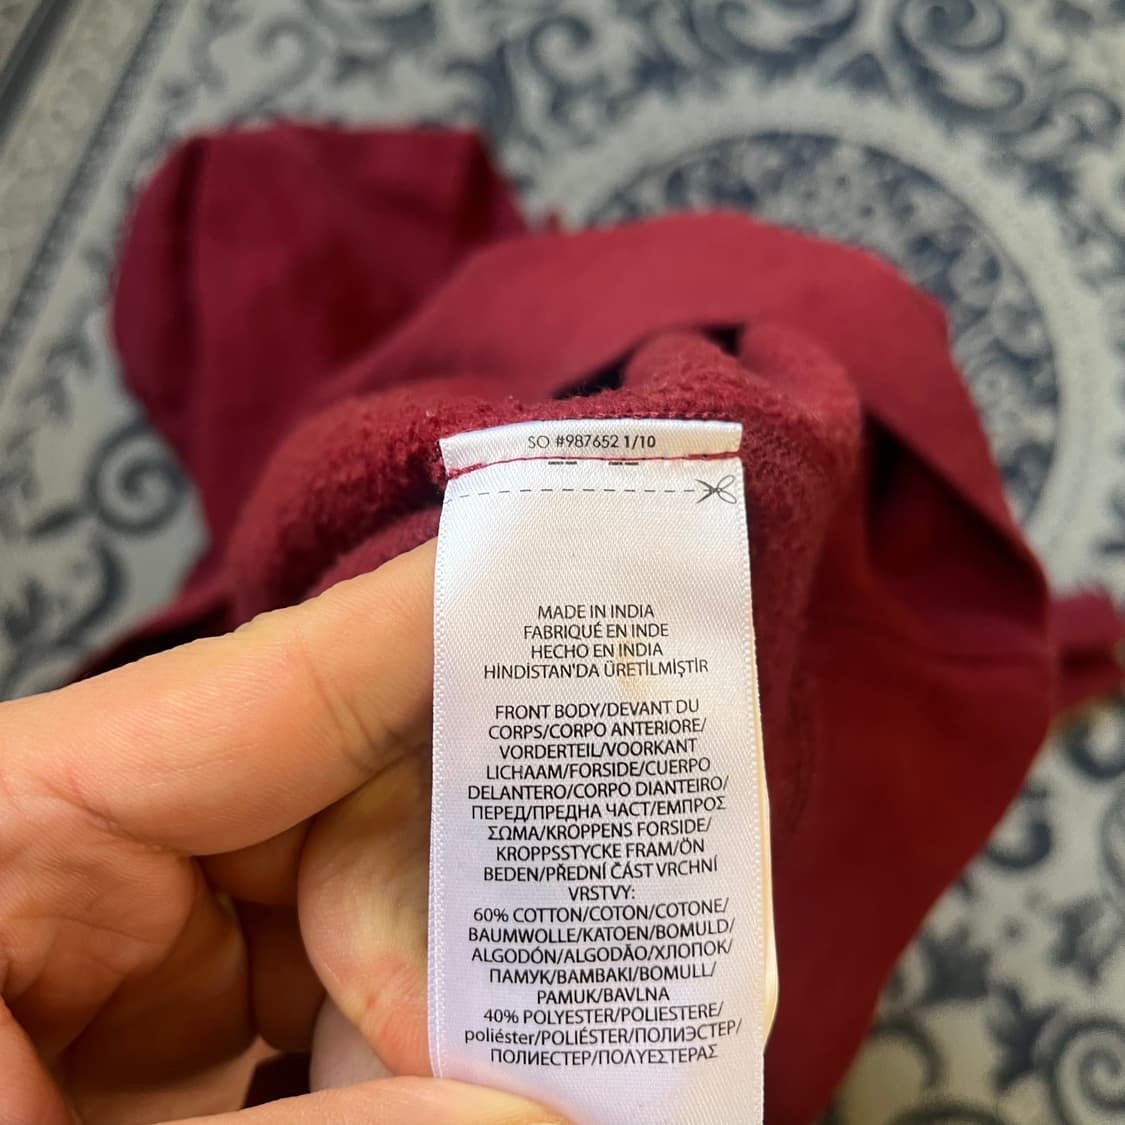 SO #987652 1/10
MADE IN INDIA
FABRIQUÉ EN INDE
HECHO EN INDIA
HİNDİSTAN'DA ÜRETİLMİŞTİR
FRONT BODY/DEVANT DU
CORPS/CORPO ANTERIORE/
VORDERTEIL/VOORKANT
LICHAAM/FORSIDE/CUERPO
DELANTERO/CORPO DIANTEIRO/
ПЕРЕД/ПРЕДНА ЧАСТ/ΕΜΠΡΟΣ
ΣΩΜΑ/KROPPENS FORSIDE/
KROPPSSTYCKE FRAM/ÖN
BEDEN/PŘEDNÍ ČÁST VRCHNÍ
VRSTVY:
60% COTTON/COTON/COTONE/
BAUMWOLLE/KATOEN/BOMULD/
ALGODÓN/ALGODÃO/ХЛОПОК/
ПАМУК/ΒΑΜΒΑΚΙ/BOMULL/
PAMUK/BAVLNA
40% POLYESTER/POLIESTERE/
poliéster/POLIÉSTER/ПОЛИЭСТЕР/
ПОЛИЕСТЕР/ΠΟΛΥΕΣΤΕΡΑΣ